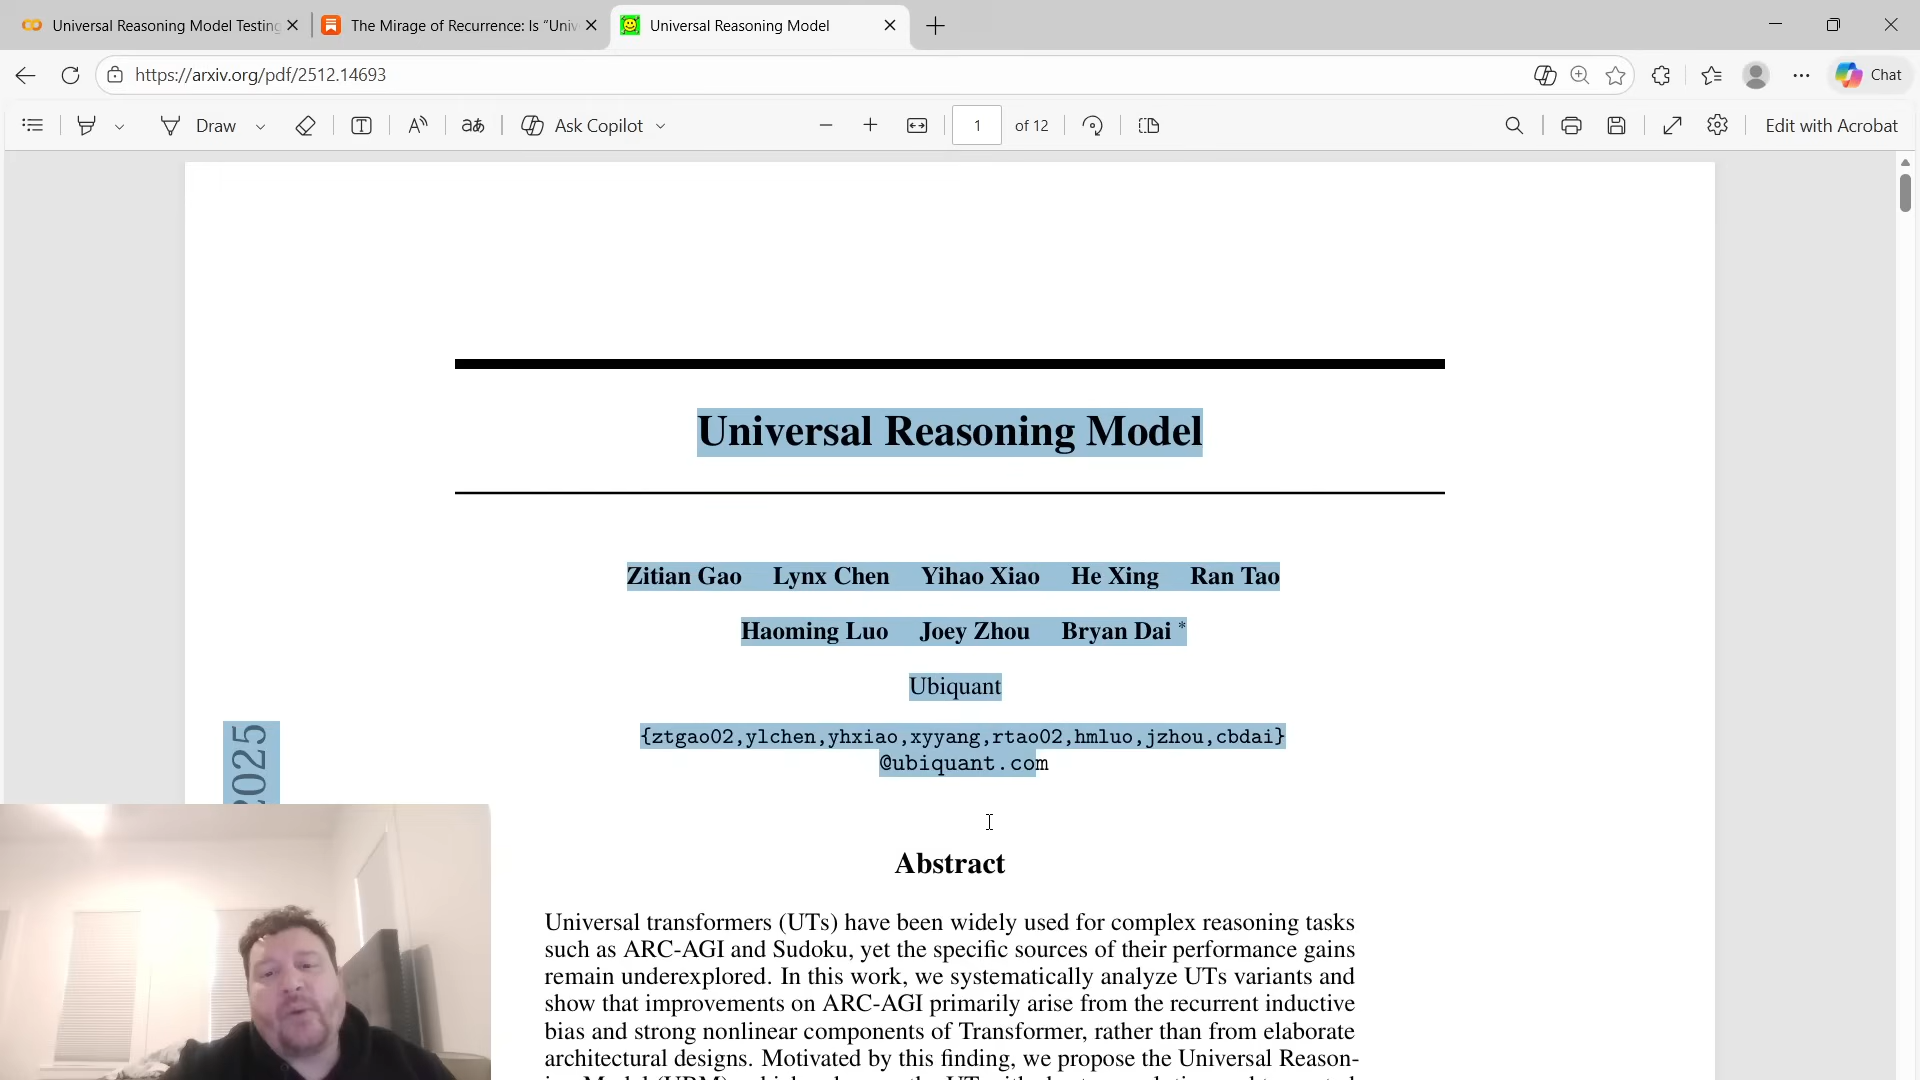 Universal Reasoning Model Testing
The Mirage of Recurrence: Is “Univ
Universal Reasoning Model
https://arxiv.org/pdf/2512.14693
Chat
Draw
Ask Copilot
1
of 12
Edit with Acrobat
Universal Reasoning Model
Zitian Gao Lynx Chen Yihao Xiao He Xing Ran Tao
Haoming Luo Joey Zhou Bryan Dai *
Ubiquant
{ztgao02,ylchen,yhxiao,xyyang,rtao02,hmluo,jzhou,cbdai}
@ubiquant.com
2025
Abstract
Universal transformers (UTs) have been widely used for complex reasoning tasks
such as ARC-AGI and Sudoku, yet the specific sources of their performance gains
remain underexplored. In this work, we systematically analyze UTs variants and
show that improvements on ARC-AGI primarily arise from the recurrent inductive
bias and strong nonlinear components of Transformer, rather than from elaborate
architectural designs. Motivated by this finding, we propose the Universal Reason-